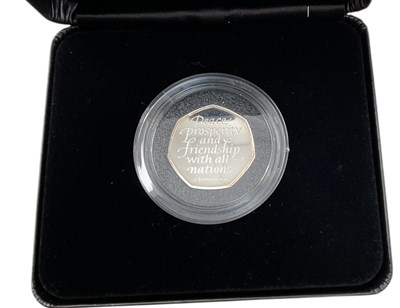 Peace,
prosperity
and
friendship
with all
nations